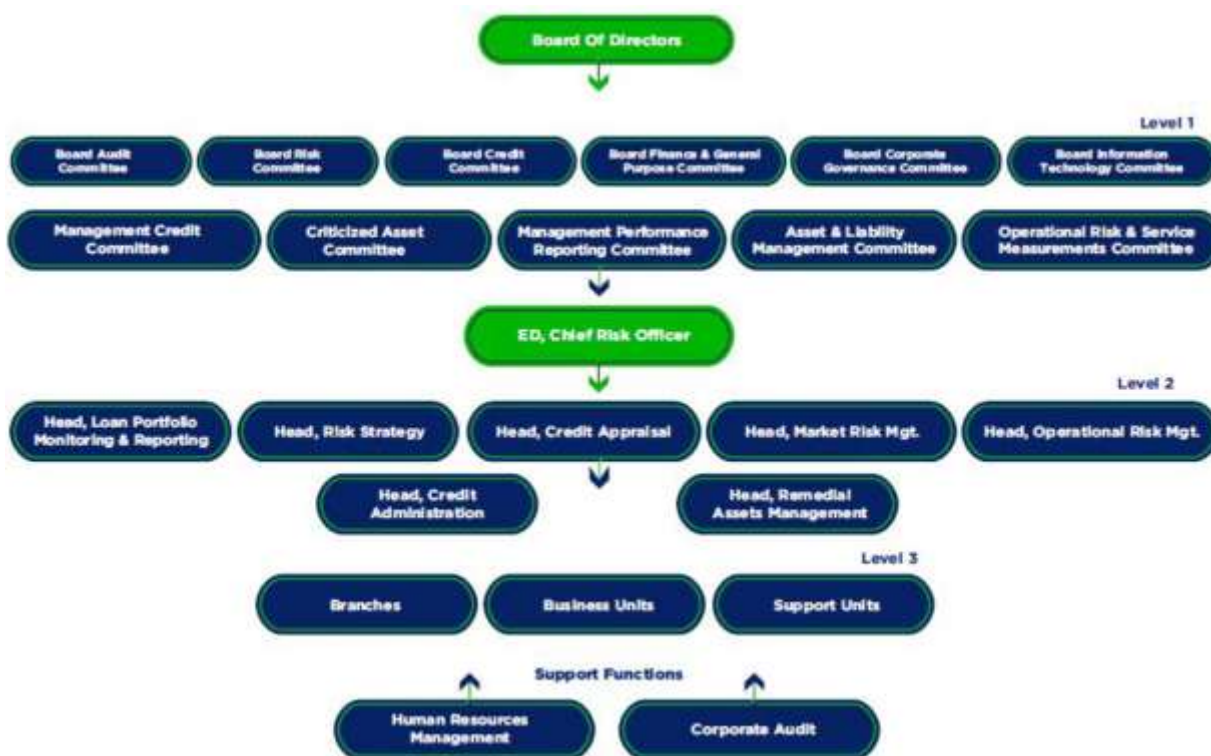 Board Of Directors
Level 1
Board Audit
Committee
Board Risk
Committee
Board Credit
Committee
Board Finance & General
Purpose Committee
Board Corporate
Governance Committee
Board Information
Technology Committee
Management Credit
Committee
Criticized Asset
Committee
Management Performance
Reporting Committee
Asset & Liability
Management Committee
Operational Risk & Service
Measurements Committee
ED, Chief Risk Officer
Level 2
Head, Loan Portfolio
Monitoring & Reporting
Head, Risk Strategy
Head, Credit Appraisal
Head, Market Risk Mgt.
Head, Operational Risk Mgt.
Head, Credit
Administration
Head, Remedial
Assets Management
Level 3
Branches
Business Units
Support Units
Support Functions
Human Resources
Management
Corporate Audit